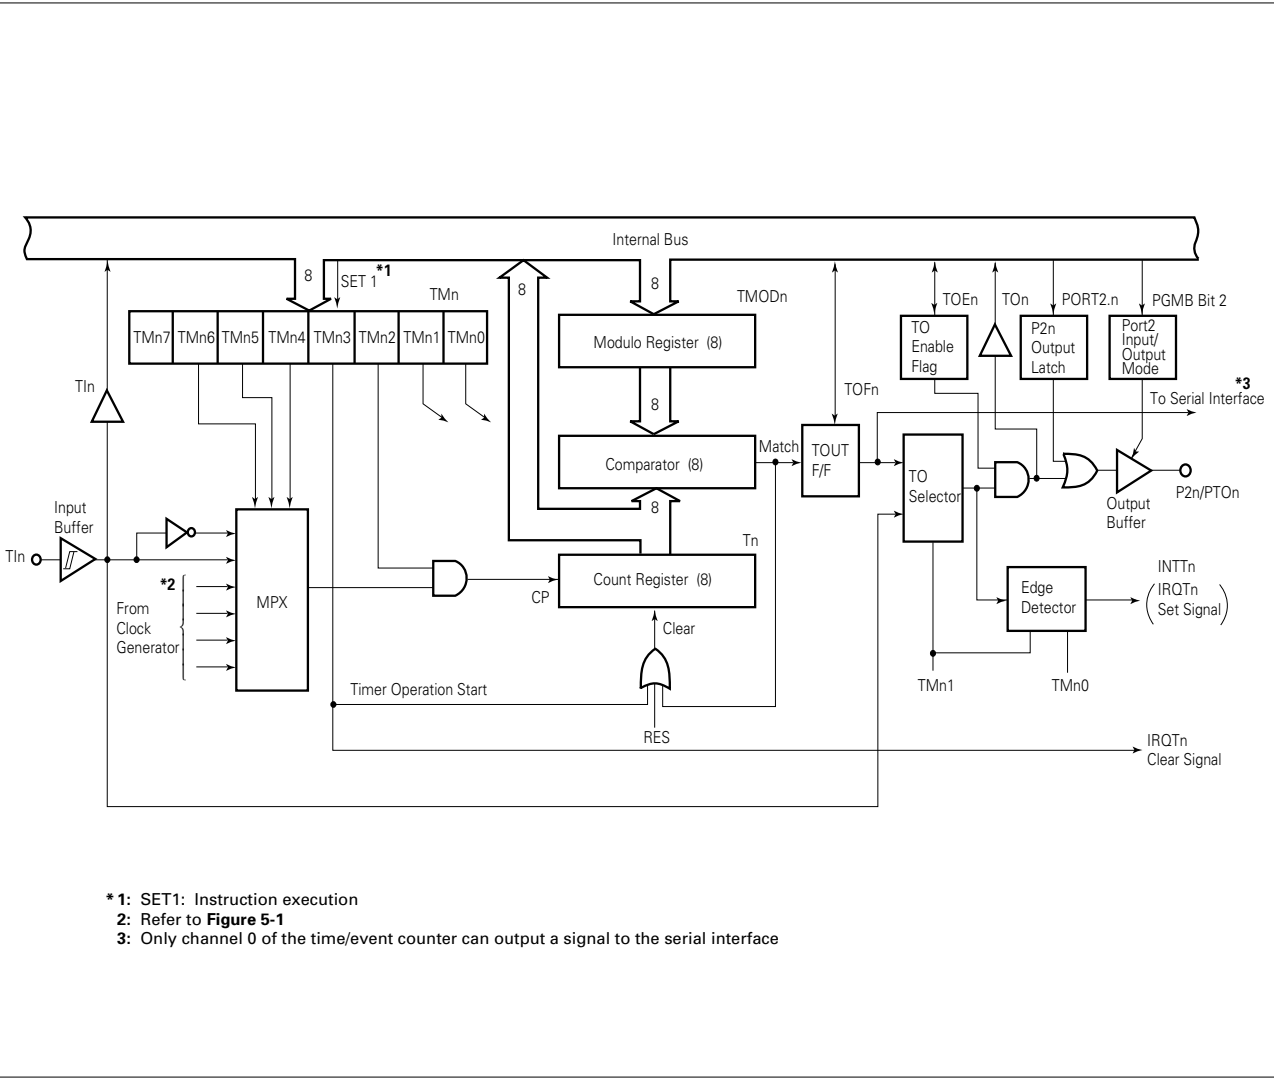 Internal Bus
8
SET 1*1
TMn
8
8
TMODn
TOEn
TOn
PORT2.n
PGMB Bit 2
TMn7
TMn6
TMn5
TMn4
TMn3
TMn2
TMn1
TMn0
Modulo Register (8)
TO
Enable
Flag
P2n
Output
Latch
Port2
Input/
Output
Mode
TIn
8
TOFn
*3
To Serial Interface
Comparator (8)
Match
TOUT
F/F
TO
Selector
P2n/PTOn
Output
Buffer
Input
Buffer
8
TIn
*2
From
Clock
Generator
MPX
CP
Tn
Count Register (8)
Clear
Edge
Detector
INTTn
IRQTn
Set Signal
Timer Operation Start
TMn1
TMn0
RES
IRQTn
Clear Signal
*1: SET1: Instruction execution
2: Refer to Figure 5-1
3: Only channel 0 of the time/event counter can output a signal to the serial interface